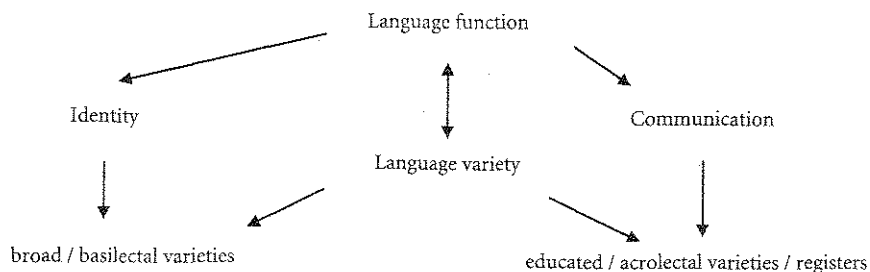 Language function
Identity
Communication
Language variety
broad / basilectal varieties
educated / acrolectal varieties / registers